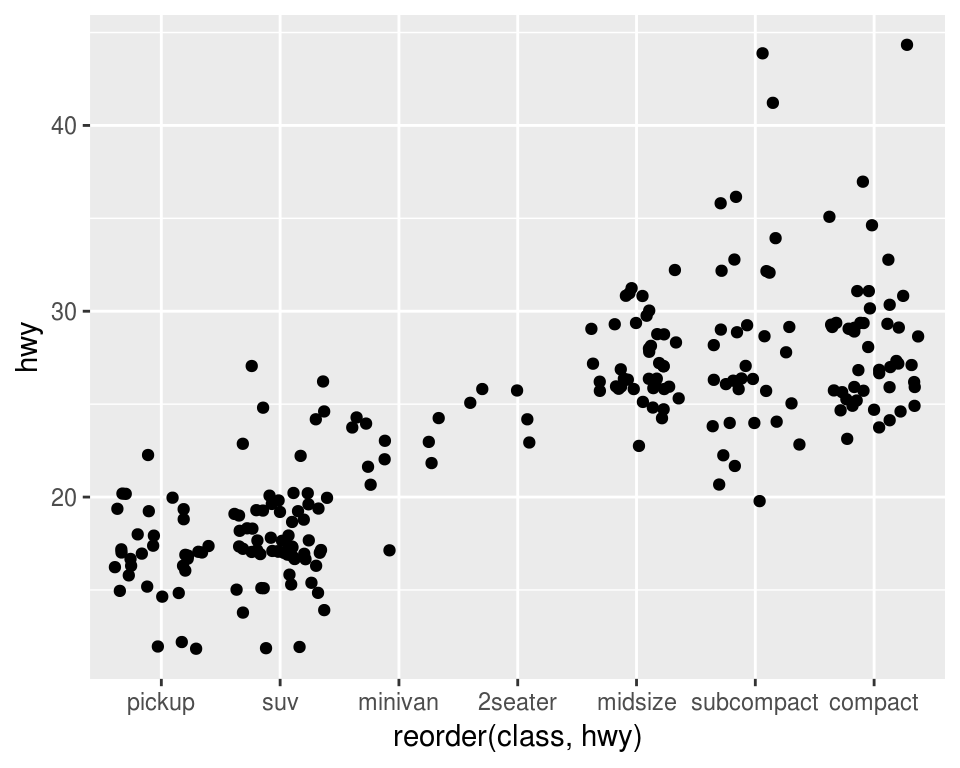 40
30
20
hwy
pickup suv minivan 2seater midsize subcompact compact
reorder(class, hwy)